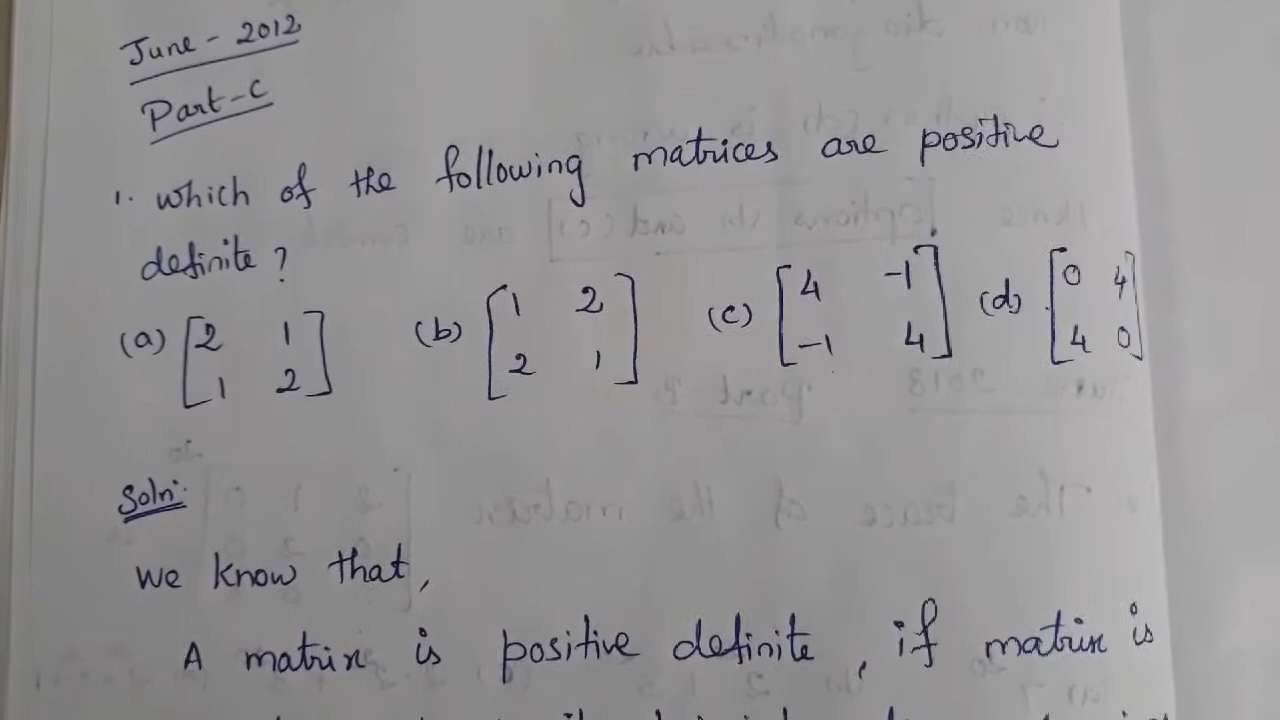 June - 2012
Part-C
1. which of the following matrices are positive
definite ?
(a) [2 1 (b) [1 2] (c) [4 -1] (d) [0 4]
1 2] 2 1 -1 4 4 0
Soln:
we know that,
A matrix is positive definite, if matrix is